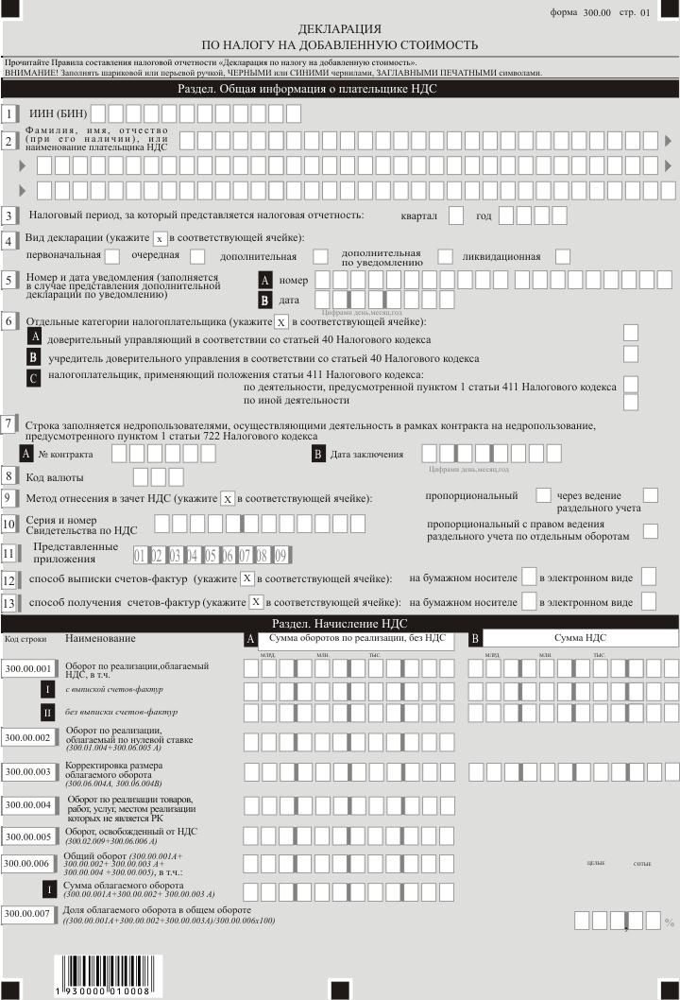 форма 300.00 стр. 01
ДЕКЛАРАЦИЯ
ПО НАЛОГУ НА ДОБАВЛЕННУЮ СТОИМОСТЬ
Прочитайте Правила составления налоговой отчетности «Декларация по налогу на добавленную стоимость».
ВНИМАНИЕ! Заполнять шариковой или перьевой ручкой, ЧЕРНЫМИ или СИНИМИ чернилами, ЗАГЛАВНЫМИ ПЕЧАТНЫМИ символами.
Раздел. Общая информация о плательщике НДС
1 ИИН (БИН)
2 Фамилия, имя, отчество
(при его наличии), или
наименование плательщика НДС
3 Налоговый период, за который представляется налоговая отчетность: квартал год
4 Вид декларации (укажите x в соответствующей ячейке):
первоначальная очередная дополнительная дополнительная по уведомлению ликвидационная
5 Номер и дата уведомления (заполняется
в случае представления дополнительной
декларации по уведомлению)
A номер
B дата
Цифрами день,месяц,год
6 Отдельные категории налогоплательщика (укажите X в соответствующей ячейке):
A доверительный управляющий в соответствии со статьей 40 Налогового кодекса
B учредитель доверительного управления в соответствии со статьей 40 Налогового кодекса
C налогоплательщик, применяющий положения статьи 411 Налогового кодекса:
по деятельности, предусмотренной пунктом 1 статьи 411 Налогового кодекса
по иной деятельности
7 Строка заполняется недропользователями, осуществляющими деятельность в рамках контракта на недропользование,
предусмотренного пунктом 1 статьи 722 Налогового кодекса
A № контракта B Дата заключения
Цифрами день,месяц,год
8 Код валюты
9 Метод отнесения в зачет НДС (укажите X в соответствующей ячейке): пропорциональный через ведение
раздельного учета
10 Серия и номер
Свидетельства по НДС
пропорциональный с правом ведения
раздельного учета по отдельным оборотам
11 Представленные
приложения
01 02 03 04 05 06 07 08 09
12 способ выписки счетов-фактур (укажите X в соответствующей ячейке): на бумажном носителе в электронном виде
13 способ получения счетов-фактур (укажите X в соответствующей ячейке): на бумажном носителе в электронном виде
Раздел. Начисление НДС
Код строки Наименование A Сумма оборотов по реализации, без НДС B Сумма НДС
млрд. млн. тыс. млрд. млн. тыс.
300.00.001 Оборот по реализации,облагаемый
НДС, в т.ч.
I с выпиской счетов-фактур
II без выписки счетов-фактур
300.00.002 Оборот по реализации,
облагаемый по нулевой ставке
(300.01.004+300.06.005 A)
300.00.003 Корректировка размера
облагаемого оборота
(300.06.004A, 300.06.004B)
300.00.004 Оборот по реализации товаров,
работ, услуг, местом реализации
которых не является РК
300.00.005 Оборот, освобожденный от НДС
(300.02.009+300.06.006 A)
300.00.006 Общий оборот (300.00.001A+
300.00.002+ 300.00.003 A+
300.00.004 +300.00.005), в т.ч.:
целые сотые
I Сумма облагаемого оборота
(300.00.001A+300.00.002+ 300.00.003 A)
300.00.007 Доля облагаемого оборота в общем обороте
((300.00.001A+300.00.002+300.00.003A)/300.00.006x100)
, %
1 930000 010008